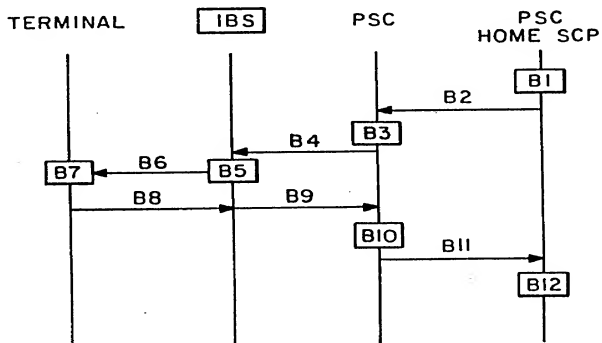 TERMINAL
IBS
PSC
PSC
HOME SCP
B1
B2
B3
B4
B5
B6
B7
B8
B9
B10
B11
B12